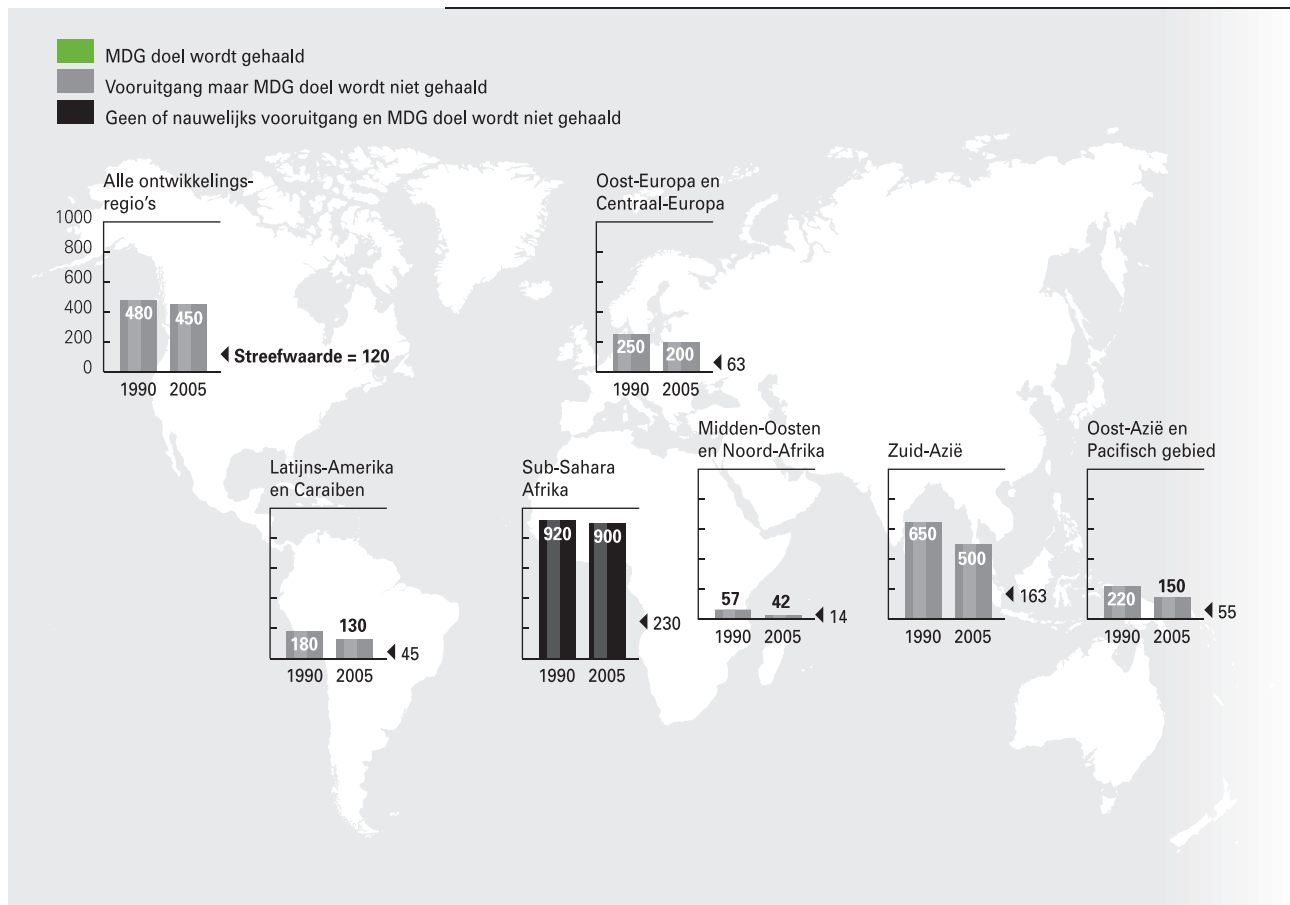 MDG doel wordt gehaald
Vooruitgang maar MDG doel wordt niet gehaald
Geen of nauwelijks vooruitgang en MDG doel wordt niet gehaald
Alle ontwikkelings-
regio's
1000
800
600
400
200
0
480 450
Streefwaarde = 120
1990 2005
Oost-Europa en
Centraal-Europa
250 200
63
1990 2005
Latijns-Amerika
en Caraiben
180 130
45
1990 2005
Sub-Sahara
Afrika
920 900
230
1990 2005
Midden-Oosten
en Noord-Afrika
57 42
14
1990 2005
Zuid-Azië
650 500
163
1990 2005
Oost-Azië en
Pacifisch gebied
220 150
55
1990 2005